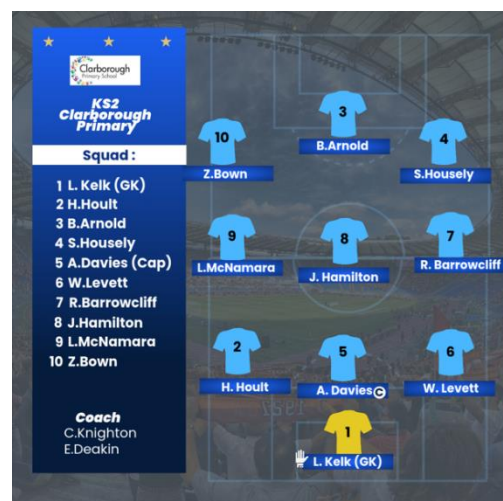 Clarborough
Primary School
KS2
Clarborough
Primary
Squad :
1 L. Kelk (GK)
2 H.Hoult
3 B.Arnold
4 S.Housely
5 A.Davies (Cap)
6 W.Levett
7 R.Barrowcliff
8 J.Hamilton
9 L.McNamara
10 Z.Bown
Coach
C.Knighton
E.Deakin
3
B.Arnold
10
Z.Bown
4
S.Housely
9
L.McNamara
8
J. Hamilton
7
R. Barrowcliff
2
H. Hoult
5
A. Davies C
6
W. Levett
1
L. Kelk (GK)